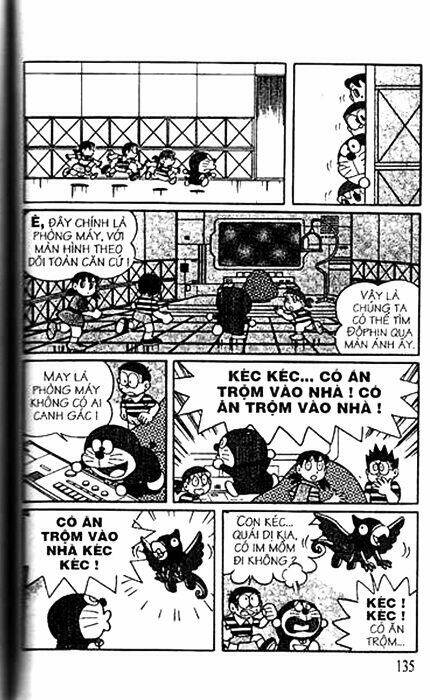 Ê, ĐÂY CHÍNH LÀ
PHÒNG MÁY, VỚI
MÀN HÌNH THEO
DÕI TOÀN CĂN CỨ !
VẬY LÀ
CHÚNG TA
CÓ THỂ TÌM
ĐÔPHIN QUA
MÀN ẢNH ẤY.
MAY LÀ
PHÒNG MÁY
KHÔNG CÓ AI
CANH GÁC !
KÉC KÉC... CÓ ĂN
TRỘM VÀO NHÀ ! CÓ
ĂN TRỘM VÀO NHÀ !
CÓ ĂN
TRỘM VÀO
NHÀ KÉC
KÉC !
CON KÉC...
QUÁI DỊ KIA,
CÓ IM MỒM
ĐI KHÔNG ?
KÉC !
KÉC !
CÓ ĂN
TRỘM...
135